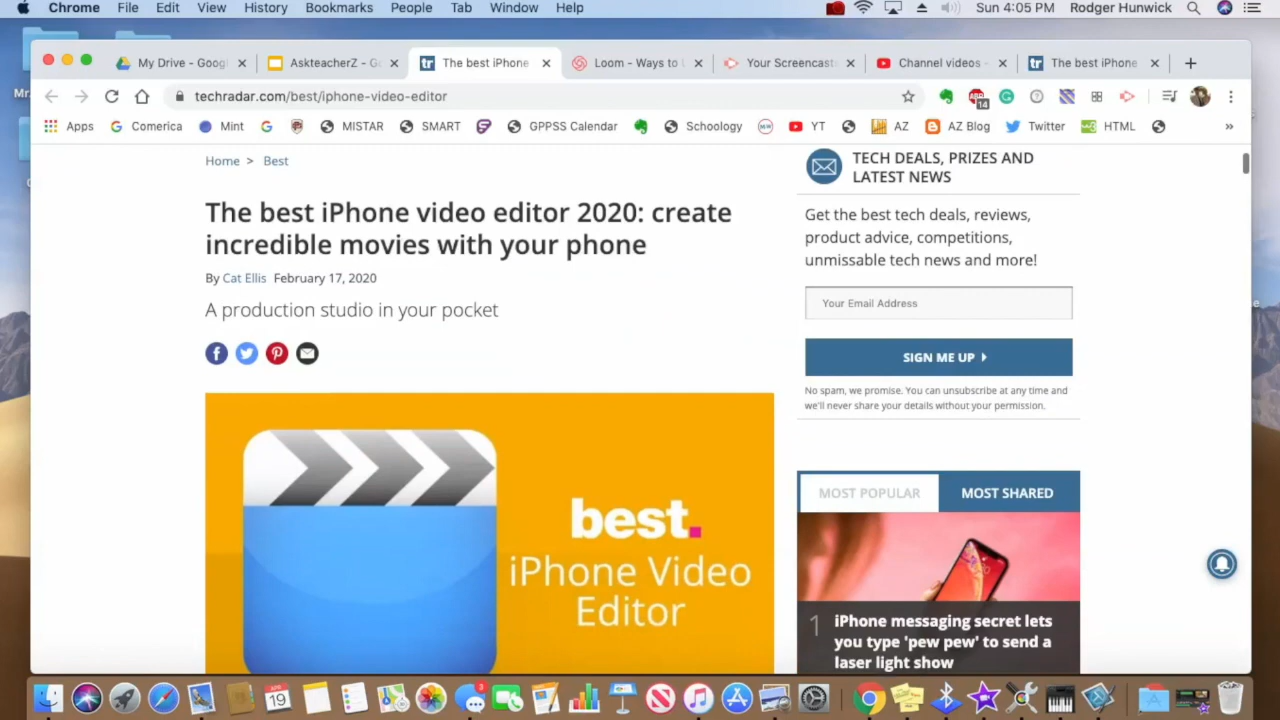 Chrome File Edit View History Bookmarks People Tab Window Help Sun 4:05 PM Rodger Hunwick
My Drive - Googl AskteacherZ - Go The best iPhone Loom - Ways to U Your Screencast Channel videos - The best iPhone
techradar.com/best/iphone-video-editor
14
Apps Comerica Mint MISTAR SMART GPPSS Calendar Schoology YT AZ AZ Blog Twitter HTML
Home > Best
The best iPhone video editor 2020: create
incredible movies with your phone
By Cat Ellis February 17, 2020
A production studio in your pocket
best.
iPhone Video
Editor
TECH DEALS, PRIZES AND
LATEST NEWS
Get the best tech deals, reviews,
product advice, competitions,
unmissable tech news and more!
Your Email Address
SIGN ME UP
No spam, we promise. You can unsubscribe at any time and
we'll never share your details without your permission.
MOST POPULAR MOST SHARED
1 iPhone messaging secret lets
you type 'pew pew' to send a
laser light show
3
APR
19